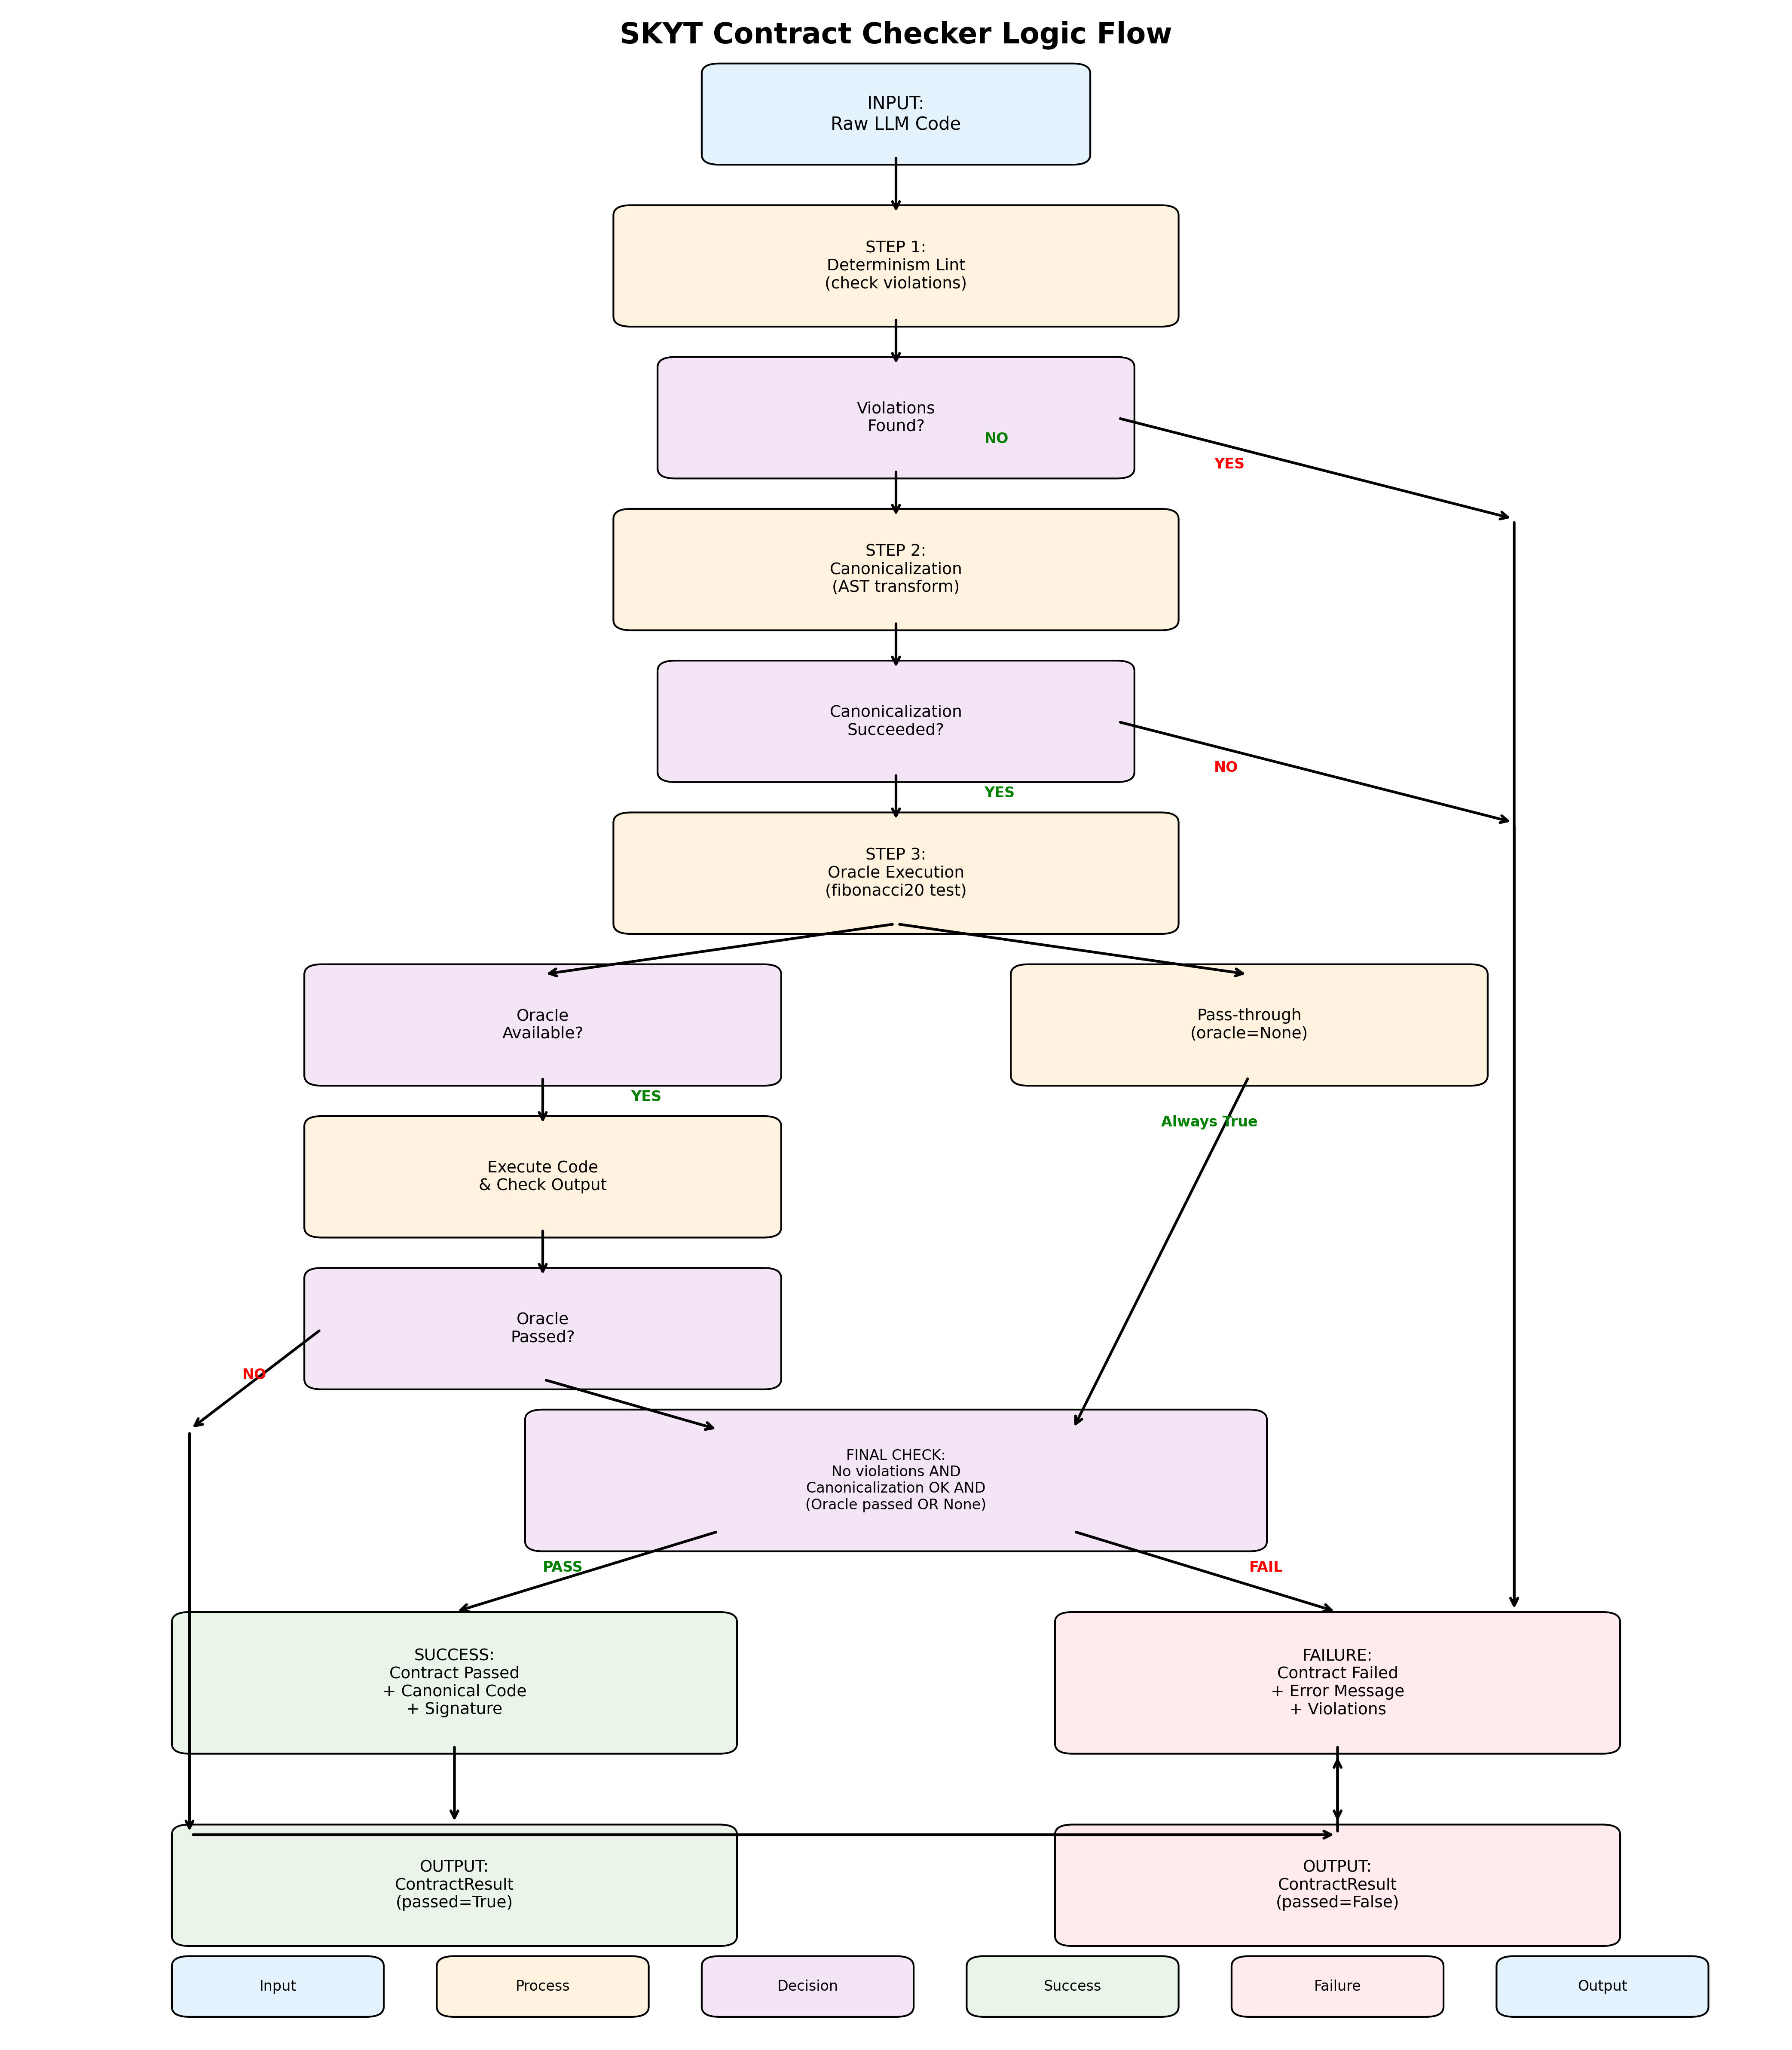 SKYT Contract Checker Logic Flow
INPUT:
Raw LLM Code
STEP 1:
Determinism Lint
(check violations)
Violations
Found?
NO
YES
STEP 2:
Canonicalization
(AST transform)
Canonicalization
Succeeded?
NO
YES
STEP 3:
Oracle Execution
(fibonacci20 test)
Oracle
Available?
Pass-through
(oracle=None)
YES
Always True
Execute Code
& Check Output
Oracle
Passed?
NO
FINAL CHECK:
No violations AND
Canonicalization OK AND
(Oracle passed OR None)
PASS
FAIL
SUCCESS:
Contract Passed
+ Canonical Code
+ Signature
FAILURE:
Contract Failed
+ Error Message
+ Violations
OUTPUT:
ContractResult
(passed=True)
OUTPUT:
ContractResult
(passed=False)
Input
Process
Decision
Success
Failure
Output